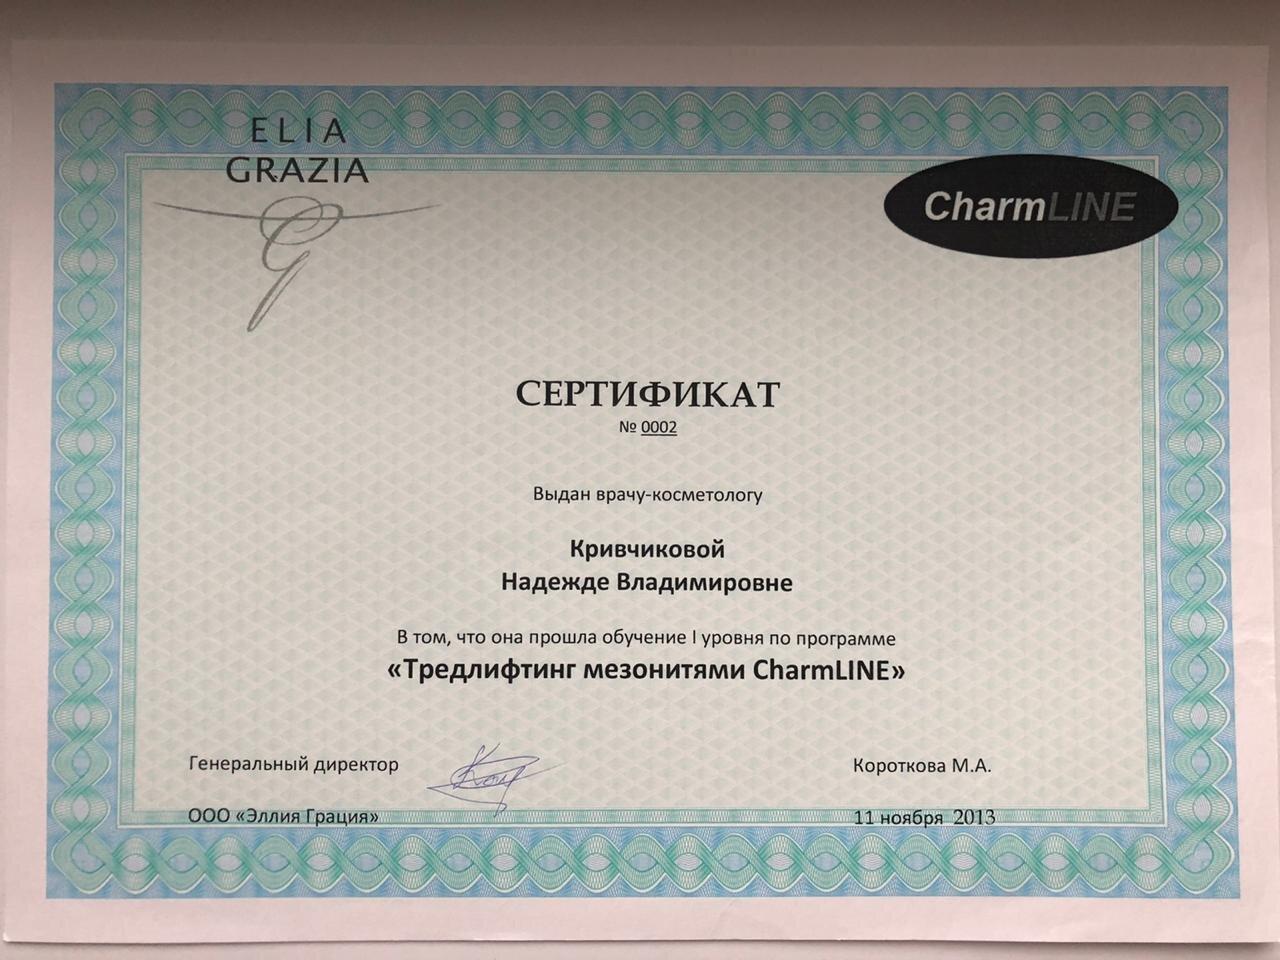 ELIA
GRAZIA
CharmLINE
СЕРТИФИКАТ
№ 0002
Выдан врачу-косметологу
Кривчиковой
Надежде Владимировне
В том, что она прошла обучение I уровня по программе
«Тредлифтинг мезонитями CharmLINE»
Генеральный директор
Короткова М.А.
ООО «Эллия Грация»
11 ноября 2013